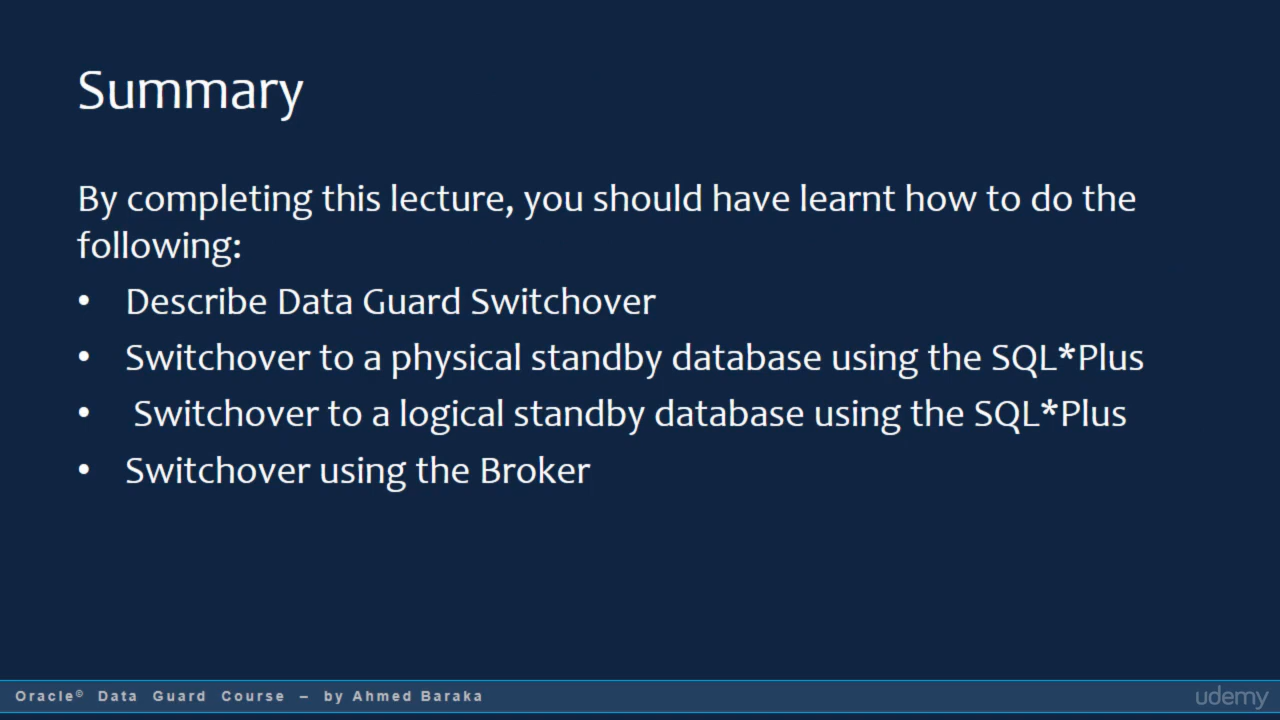 Summary
By completing this lecture, you should have learnt how to do the
following:
• Describe Data Guard Switchover
• Switchover to a physical standby database using the SQL*Plus
• Switchover to a logical standby database using the SQL*Plus
• Switchover using the Broker
Oracle© Data Guard Course – by Ahmed Baraka
udemy